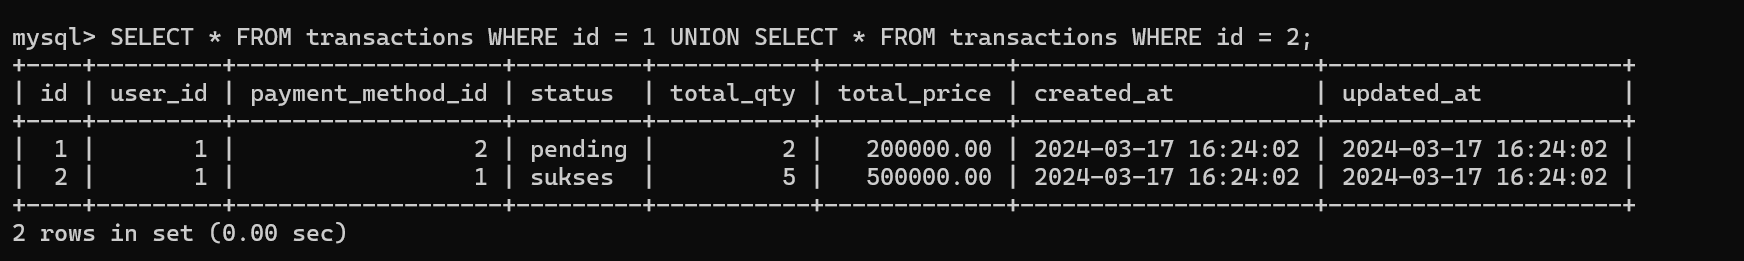 mysql> SELECT * FROM transactions WHERE id = 1 UNION SELECT * FROM transactions WHERE id = 2;
+----+---------+-------------------+---------+-----------+-------------+---------------------+---------------------+
| id | user_id | payment_method_id | status  | total_qty | total_price | created_at          | updated_at          |
+----+---------+-------------------+---------+-----------+-------------+---------------------+---------------------+
|  1 |       1 |                 2 | pending |         2 |   200000.00 | 2024-03-17 16:24:02 | 2024-03-17 16:24:02 |
|  2 |       1 |                 1 | sukses  |         5 |   500000.00 | 2024-03-17 16:24:02 | 2024-03-17 16:24:02 |
+----+---------+-------------------+---------+-----------+-------------+---------------------+---------------------+
2 rows in set (0.00 sec)